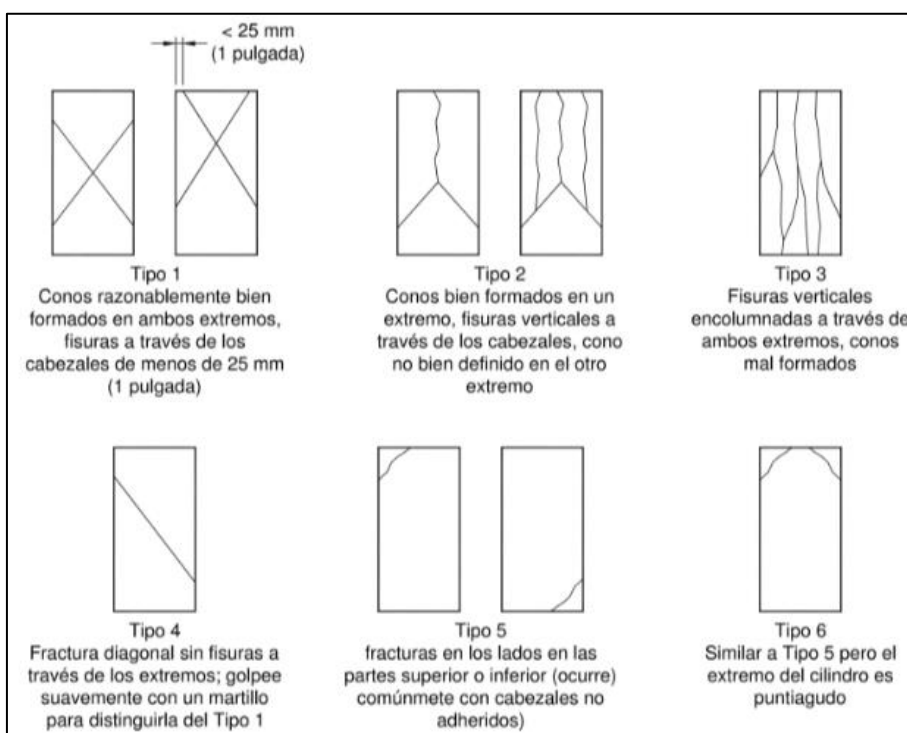 < 25 mm
(1 pulgada)
Tipo 1
Conos razonablemente bien
formados en ambos extremos,
fisuras a través de los
cabezales de menos de 25 mm
(1 pulgada)
Tipo 2
Conos bien formados en un
extremo, fisuras verticales a
través de los cabezales, cono
no bien definido en el otro
extremo
Tipo 3
Fisuras verticales
encolumnadas a través de
ambos extremos, conos
mal formados
Tipo 4
Fractura diagonal sin fisuras a
través de los extremos; golpee
suavemente con un martillo
para distinguirla del Tipo 1
Tipo 5
fracturas en los lados en las
partes superior o inferior (ocurre)
comúnmete con cabezales no
adheridos)
Tipo 6
Similar a Tipo 5 pero el
extremo del cilindro es
puntiagudo